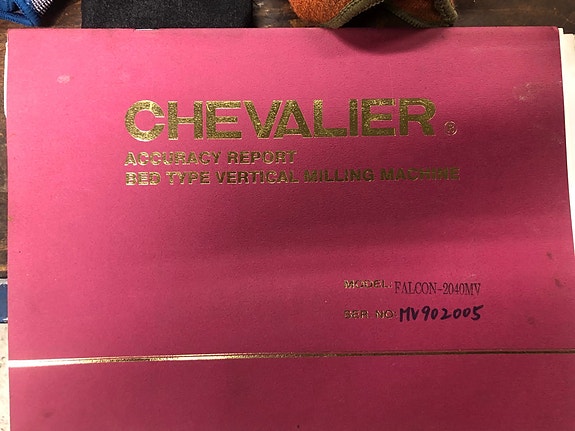 CHEVALIER ®
ACCURACY REPORT
BED TYPE VERTICAL MILLING MACHINE
MODEL: FALCON-2040MV
SER NO: MV902005